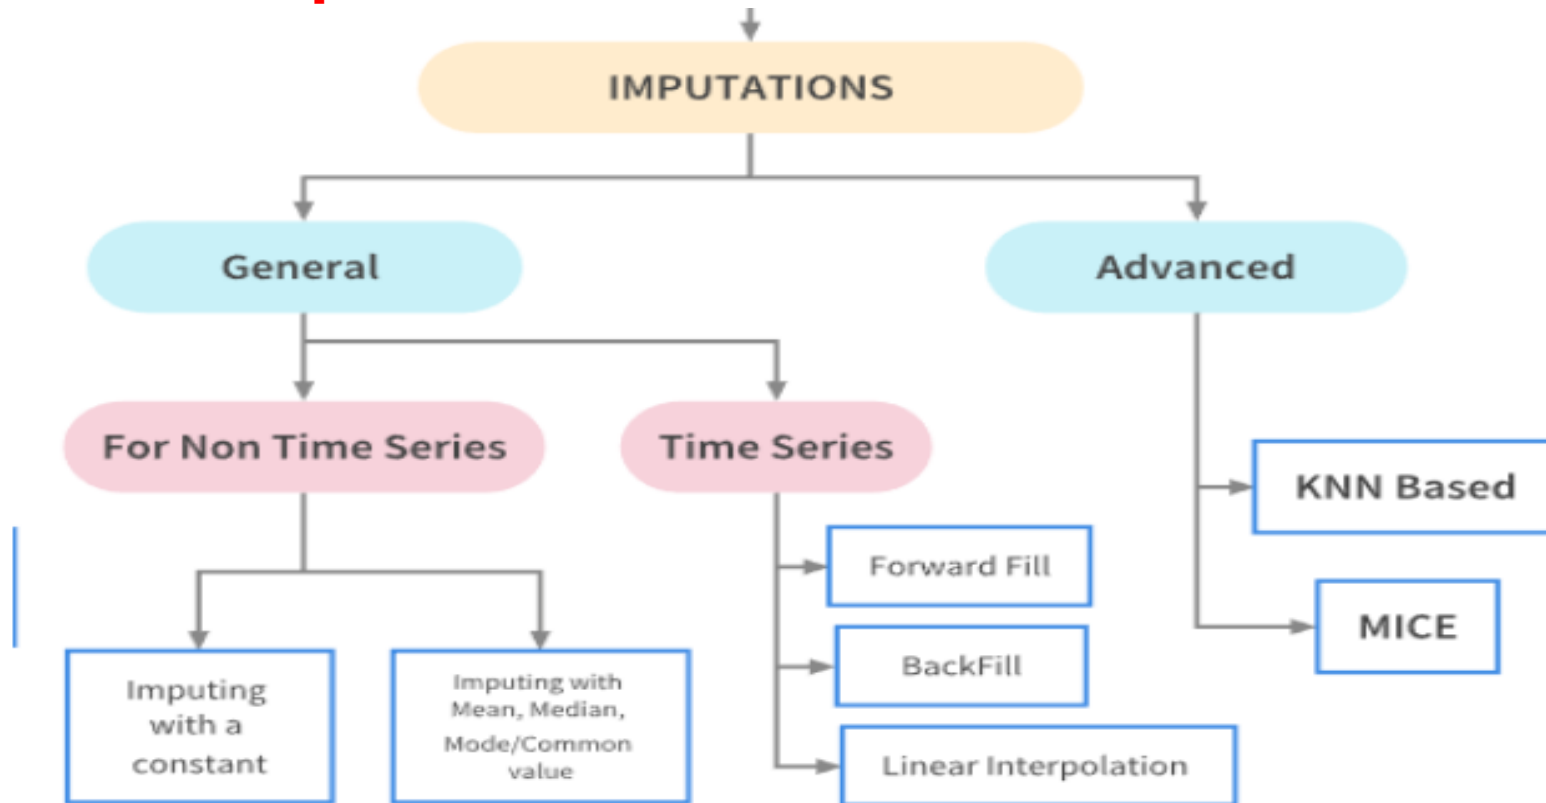 IMPUTATIONS
General
Advanced
For Non Time Series
Time Series
KNN Based
Forward Fill
MICE
BackFill
Imputing
with a
constant
Imputing with
Mean, Median,
Mode/Common
value
Linear Interpolation